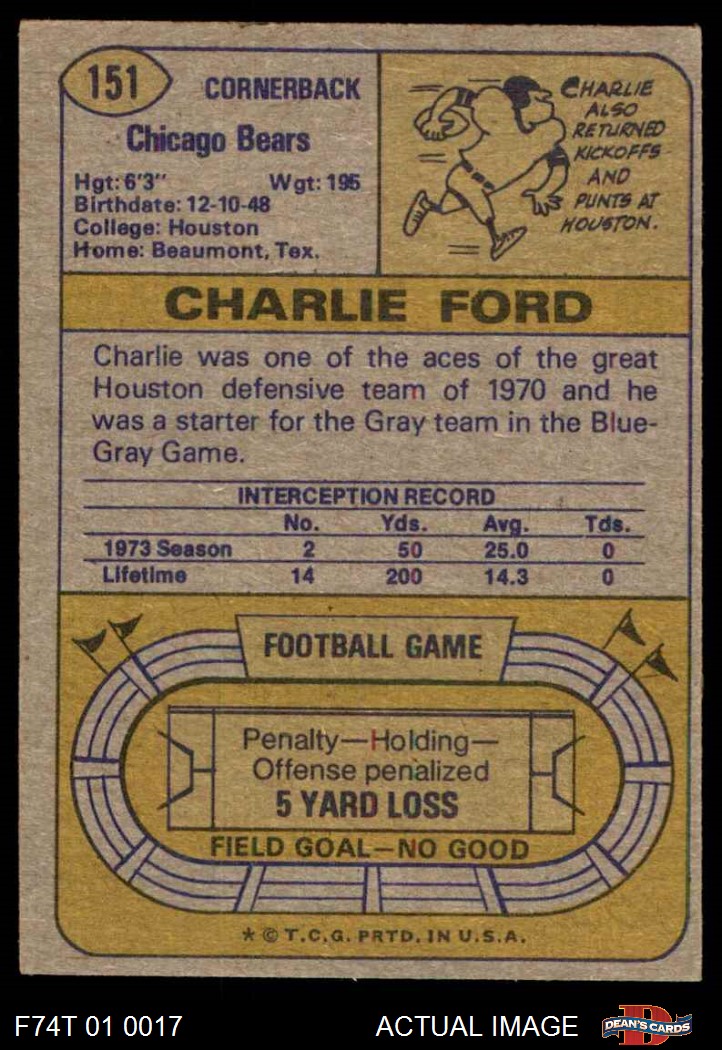 151
CORNERBACK
Chicago Bears
Hgt: 6'3" Wgt: 195
Birthdate: 12-10-48
College: Houston
Home: Beaumont, Tex.
CHARLIE
ALSO
RETURNED
KICKOFFS
AND
PUNTS AT
HOUSTON.
CHARLIE FORD
Charlie was one of the aces of the great
Houston defensive team of 1970 and he
was a starter for the Gray team in the Blue-
Gray Game.
INTERCEPTION RECORD
No. Yds. Avg. Tds.
1973 Season 2 50 25.0 0
Lifetime 14 200 14.3 0
FOOTBALL GAME
Penalty—Holding—
Offense penalized
5 YARD LOSS
FIELD GOAL—NO GOOD
* © T.C.G. PRTD. IN U.S.A.
F74T 01 0017
ACTUAL IMAGE
D
DEAN'S CARDS